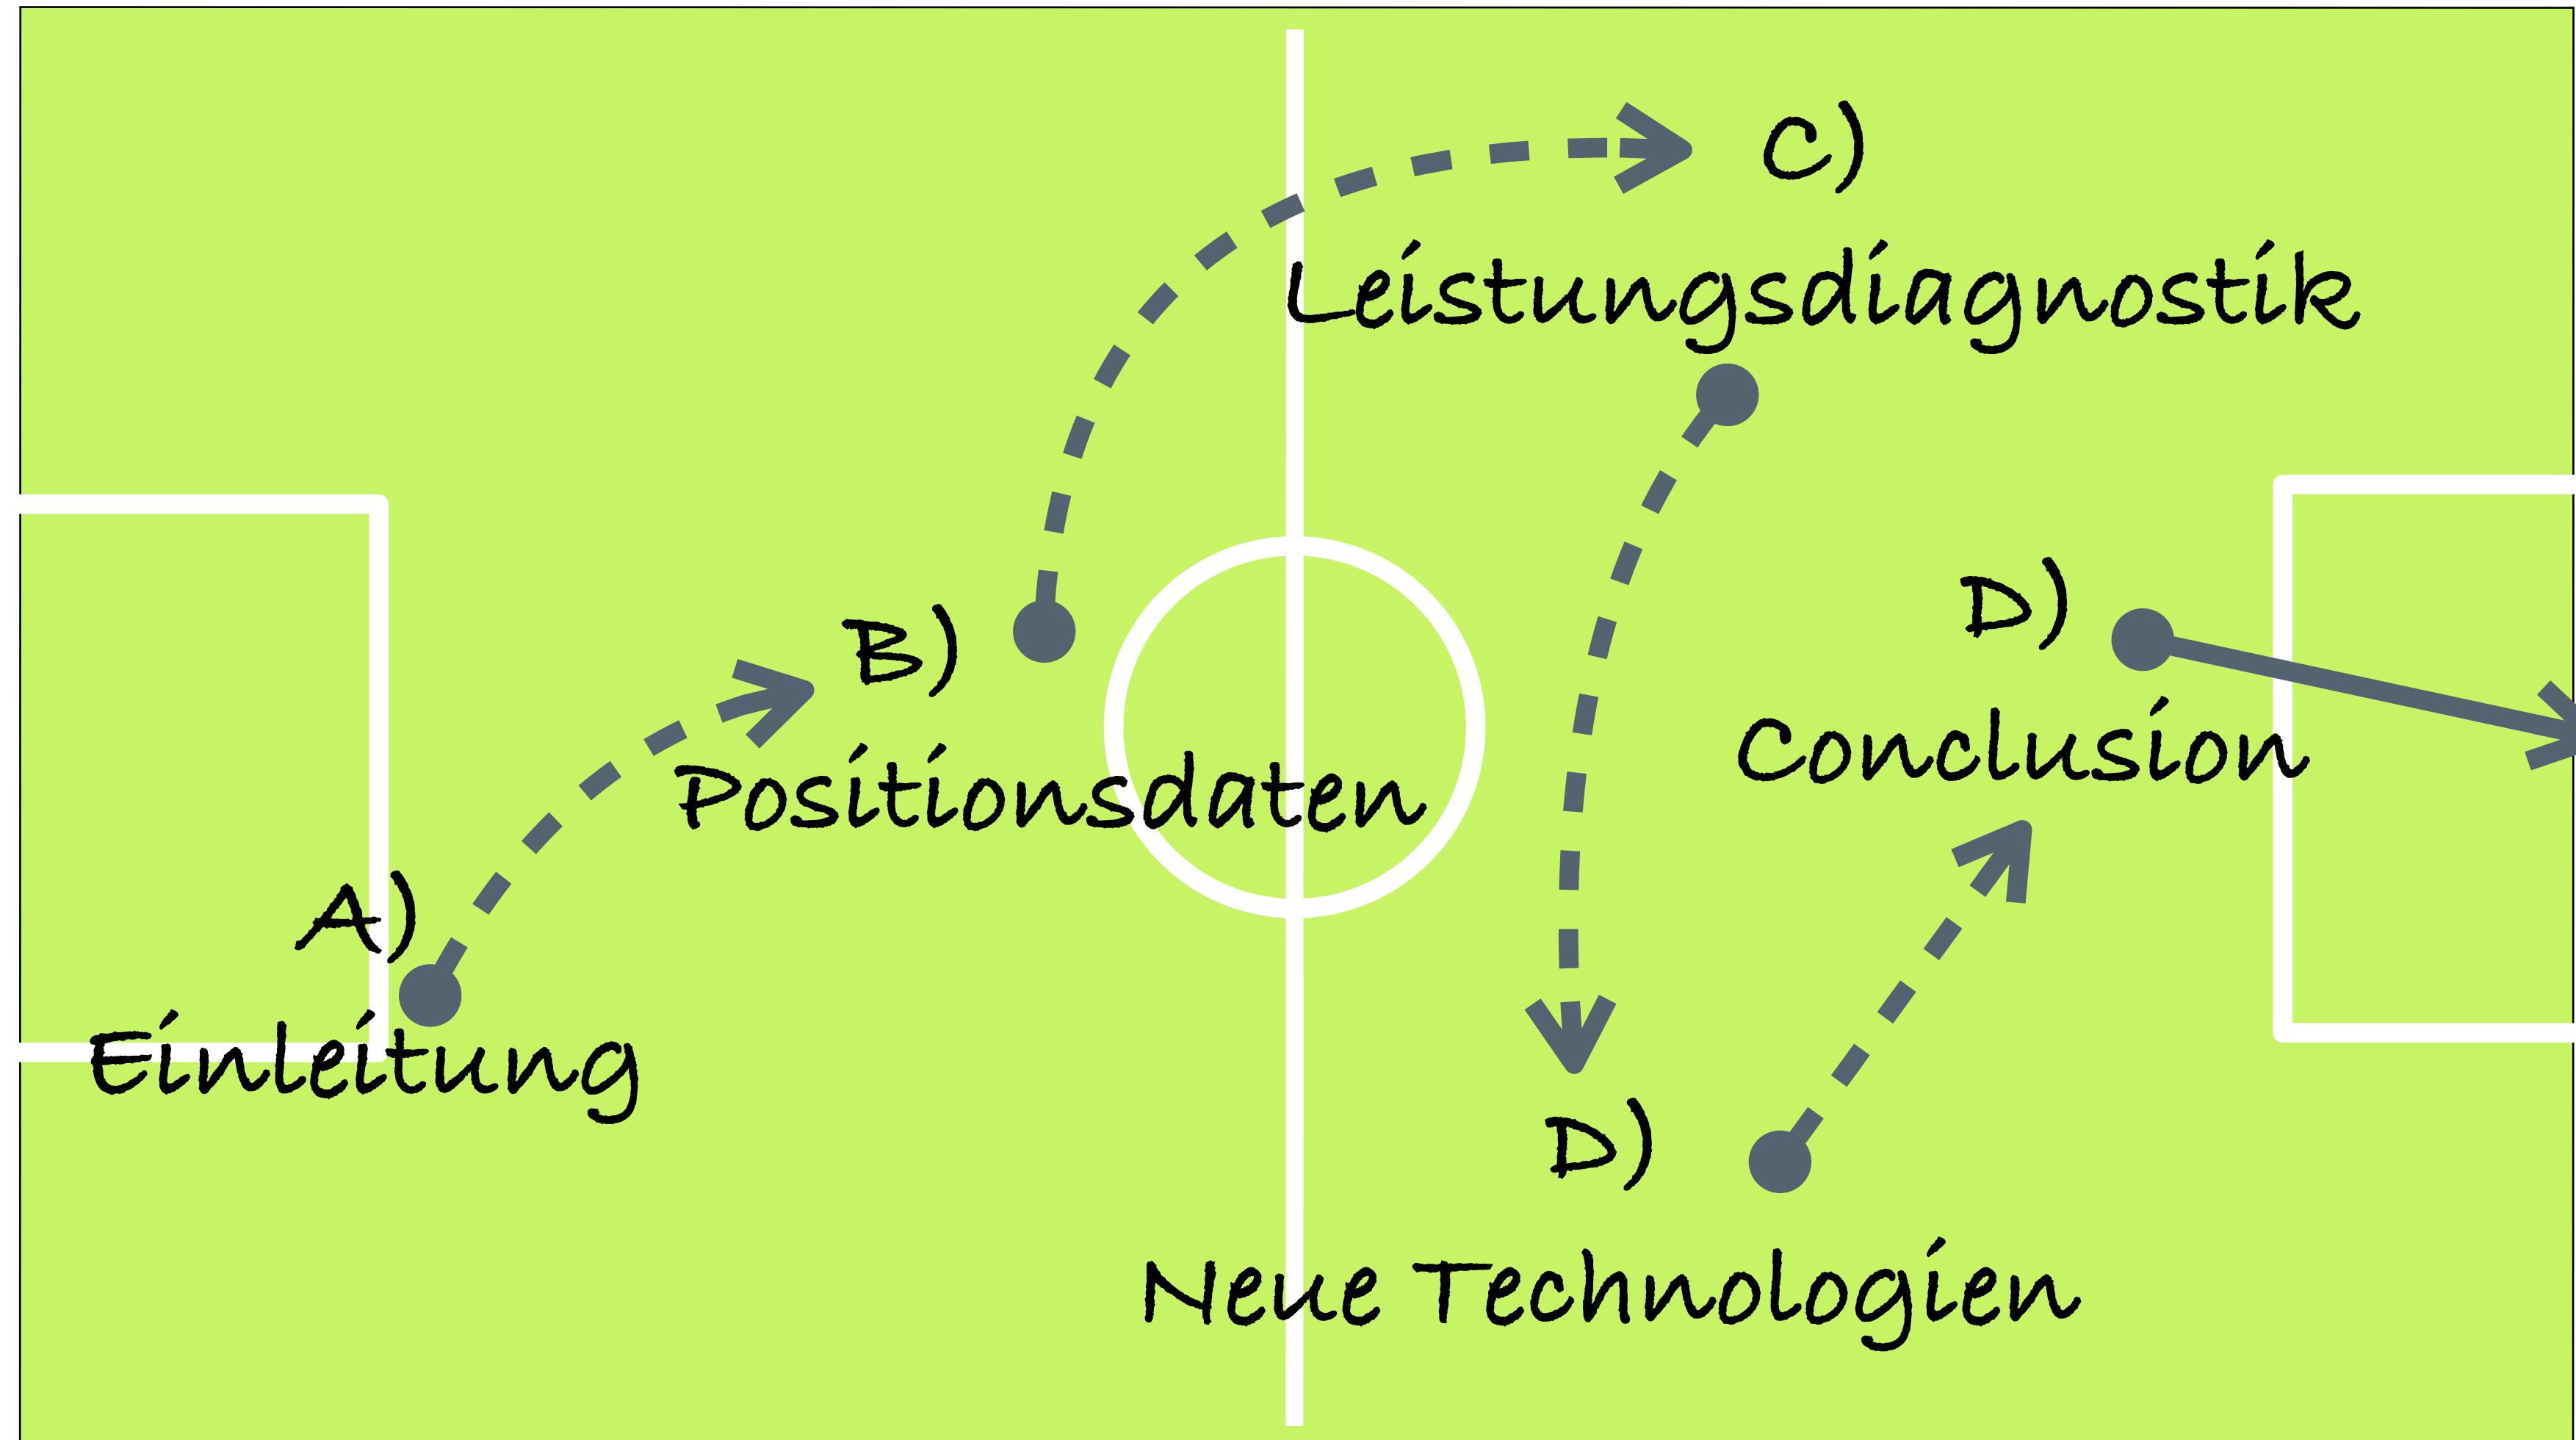 A)
Einleitung
B)
Positionsdaten
C)
Leistungsdiagnostik
D)
Neue Technologien
D)
Conclusion